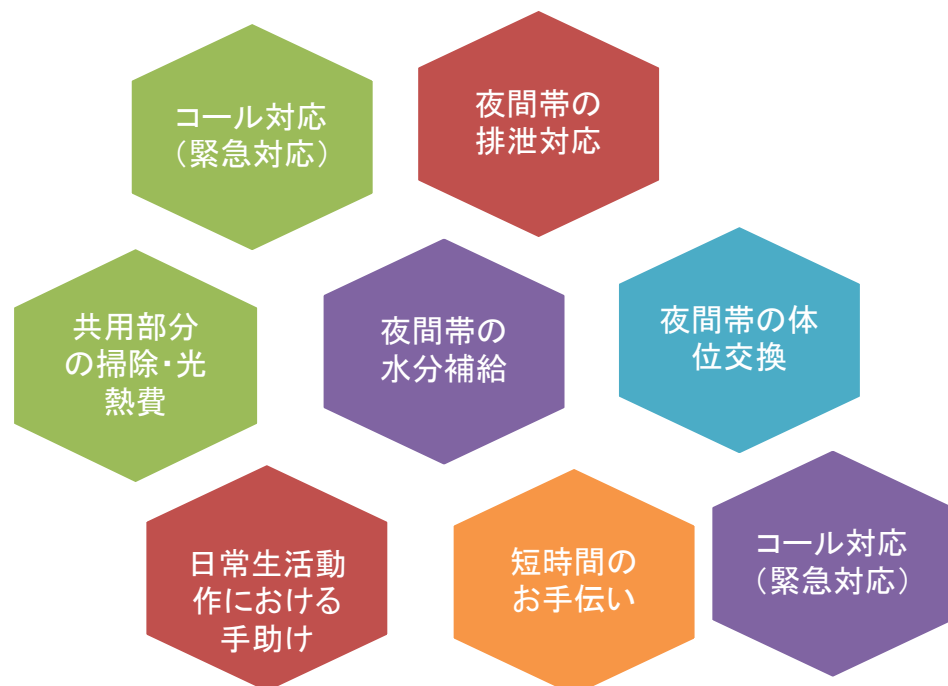 コール対応
（緊急対応）
夜間帯の
排泄対応
共用部分
の掃除・光
熱費
夜間帯の
水分補給
夜間帯の体
位交換
日常生活動
作における
手助け
短時間の
お手伝い
コール対応
（緊急対応）